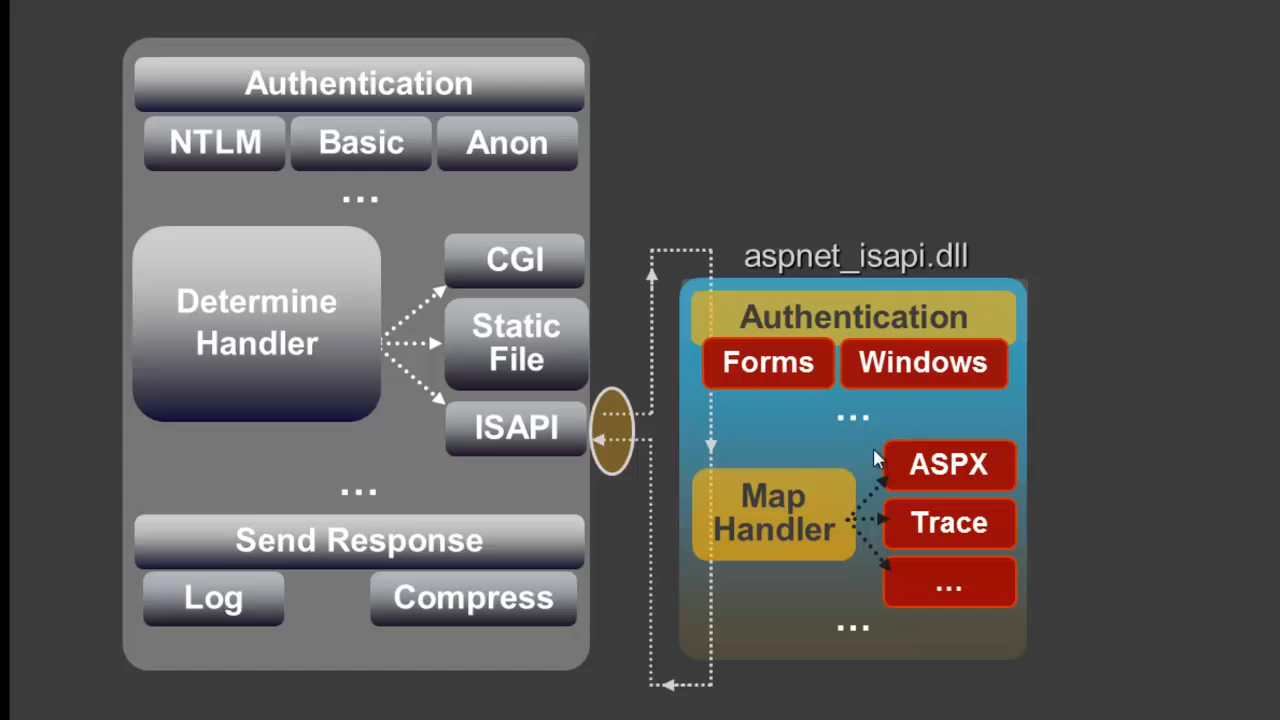 Authentication
NTLM
Basic
Anon
...
Determine
Handler
CGI
Static
File
ISAPI
...
Send Response
Log
Compress
aspnet_isapi.dll
Authentication
Forms
Windows
...
Map
Handler
ASPX
Trace
...
...